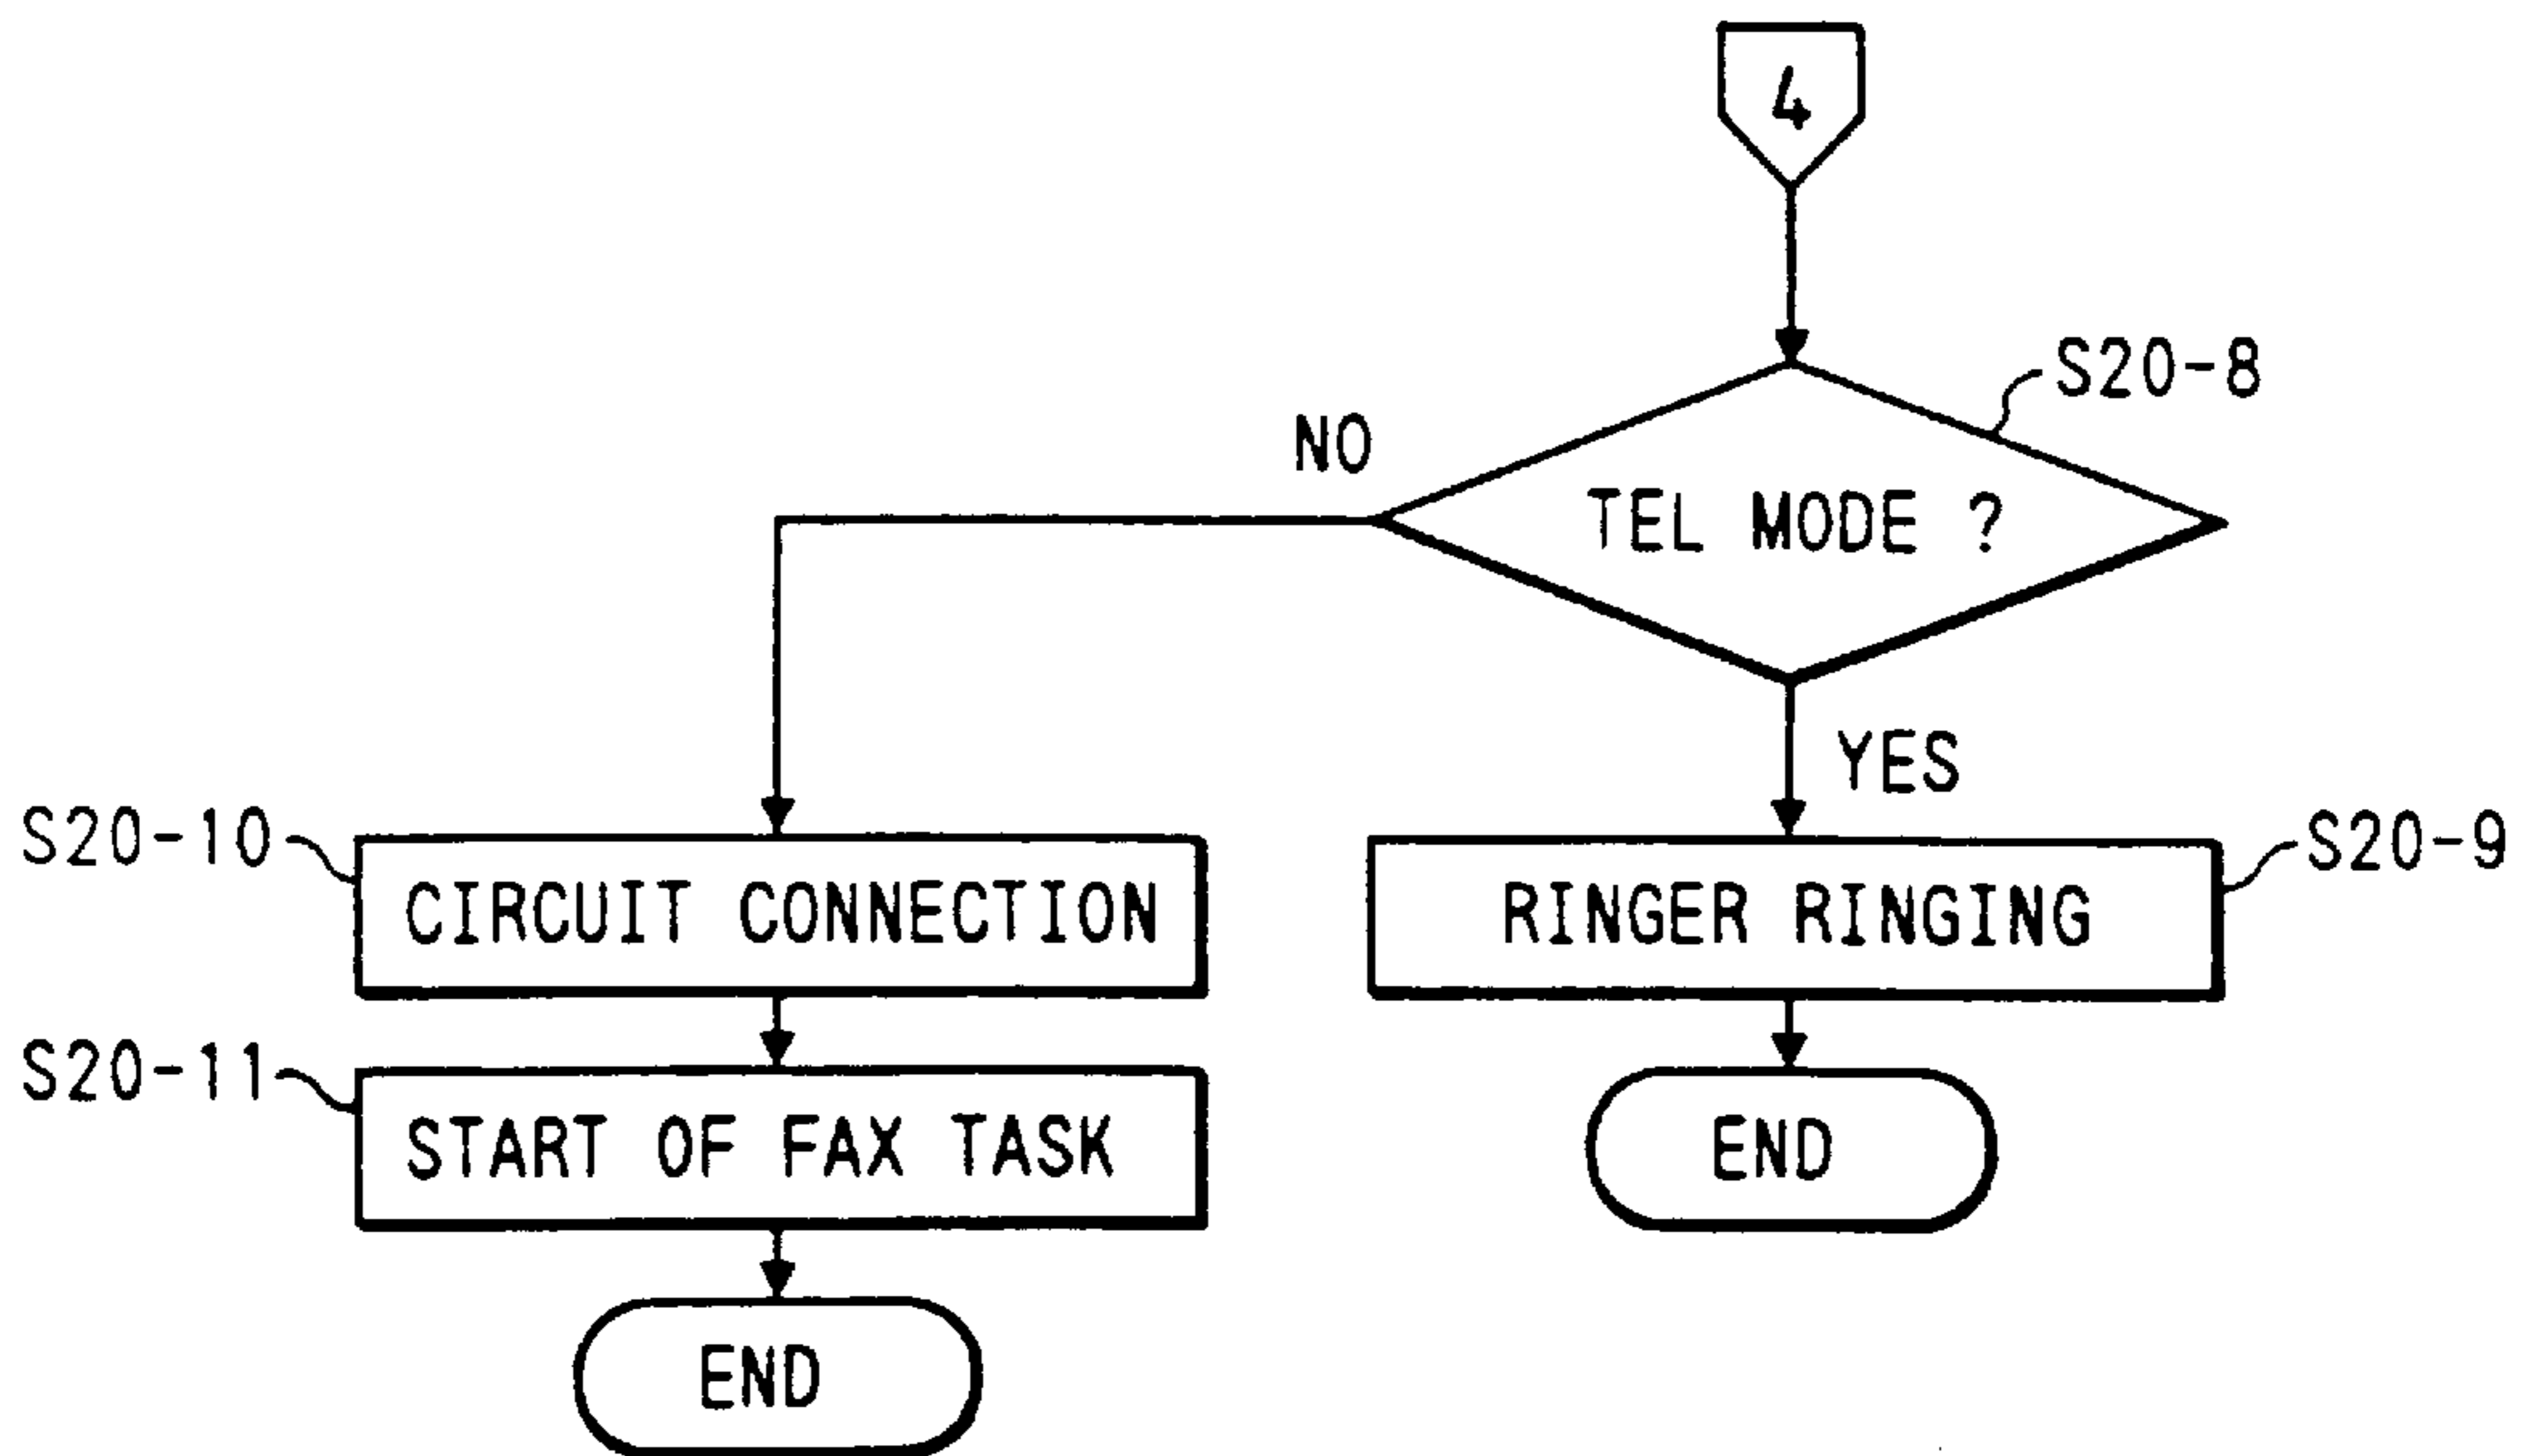 4
S20-8
NO
TEL MODE ?
YES
S20-10
CIRCUIT CONNECTION
RINGER RINGING
S20-9
S20-11
START OF FAX TASK
END
END